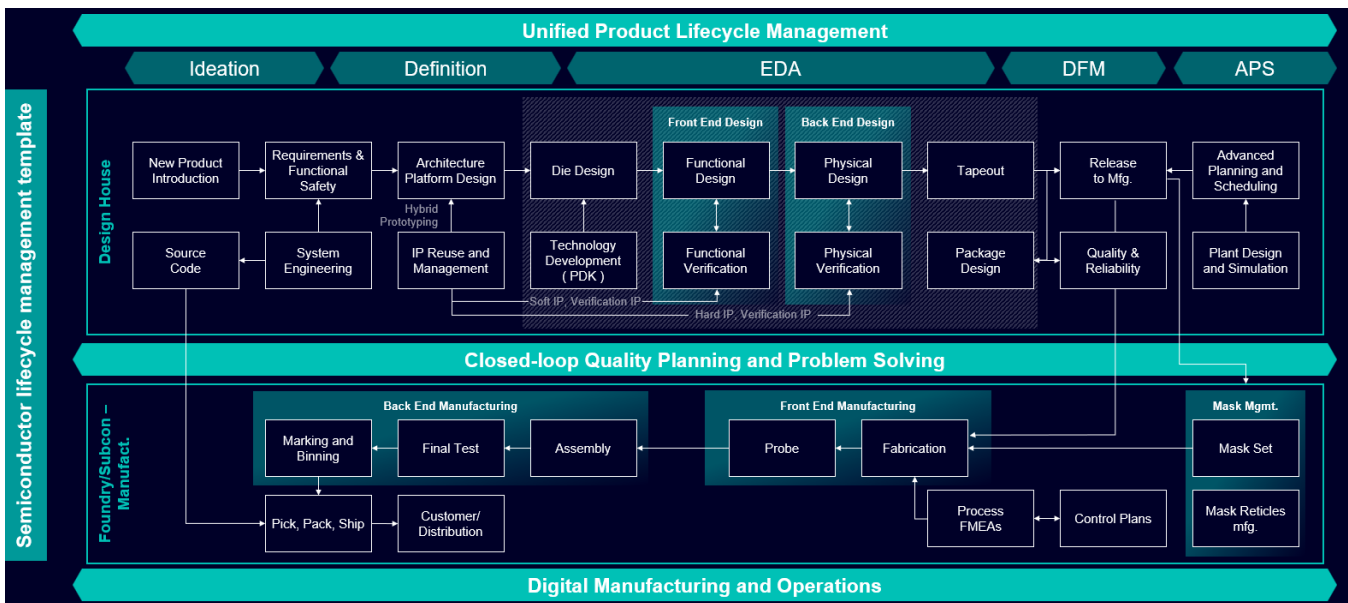 Unified Product Lifecycle Management
Ideation
Definition
EDA
DFM
APS
Semiconductor lifecycle management template
Design House
Front End Design
Back End Design
New Product
Introduction
Requirements &
Functional
Safety
Architecture
Platform Design
Die Design
Functional
Design
Physical
Design
Tapeout
Release
to Mfg.
Advanced
Planning and
Scheduling
Hybrid
Prototyping
Source
Code
System
Engineering
IP Reuse and
Management
Technology
Development
( PDK )
Functional
Verification
Physical
Verification
Package
Design
Quality &
Reliability
Plant Design
and Simulation
Soft IP, Verification IP
Hard IP, Verification IP
Closed-loop Quality Planning and Problem Solving
Foundry/Subcon –
Manufact.
Back End Manufacturing
Front End Manufacturing
Mask Mgmt.
Marking and
Binning
Final Test
Assembly
Probe
Fabrication
Mask Set
Pick, Pack, Ship
Customer/
Distribution
Process
FMEAs
Control Plans
Mask Reticles
mfg.
Digital Manufacturing and Operations